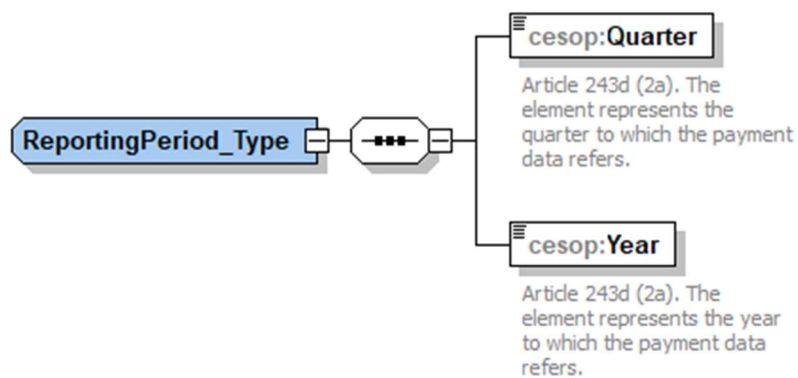 cesop:Quarter
Article 243d (2a). The
element represents the
quarter to which the payment
data refers.
ReportingPeriod_Type
cesop:Year
Article 243d (2a). The
element represents the year
to which the payment data
refers.